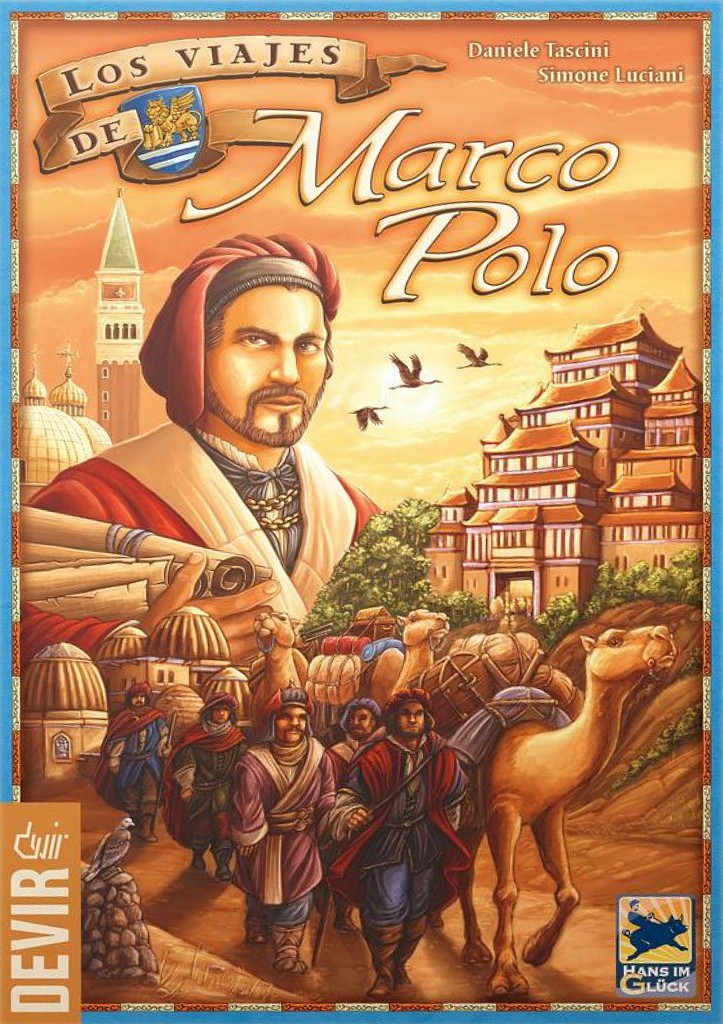 LOS VIAJES
DE
Marco
Polo
Daniele Tascini
Simone Luciani
DEVIR
HANS IM
GLÜCK